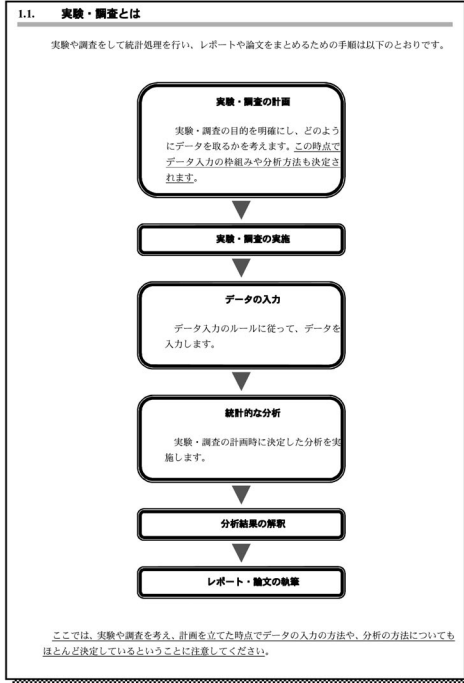 1.1. 実験・調査とは
実験や調査をして統計処理を行い、レポートや論文をまとめるための手順は以下のとおりです。
実験・調査の計画
実験・調査の目的を明確にし、どのよう
にデータを取るかを考えます。この時点で
データ入力の枠組みや分析方法も決定さ
れます。
実験・調査の実施
データの入力
データ入力のルールに従って、データを
入力します。
統計的な分析
実験・調査の計画時に決定した分析を実
施します。
分析結果の解釈
レポート・論文の執筆
ここでは、実験や調査を考え、計画を立てた時点でデータの入力の方法や、分析の方法についても
ほとんど決定しているということに注意してください。